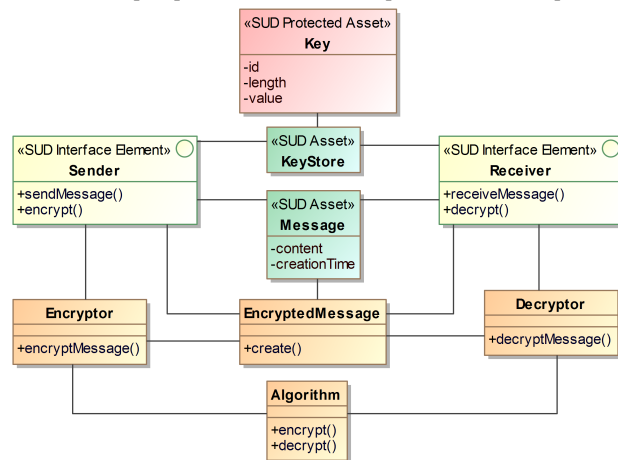 «SUD Protected Asset»
Key
-id
-length
-value
«SUD Interface Element»
Sender
+sendMessage()
+encrypt()
«SUD Asset»
KeyStore
«SUD Interface Element»
Receiver
+receiveMessage()
+decrypt()
«SUD Asset»
Message
-content
-creationTime
Encryptor
+encryptMessage()
EncryptedMessage
+create()
Decryptor
+decryptMessage()
Algorithm
+encrypt()
+decrypt()